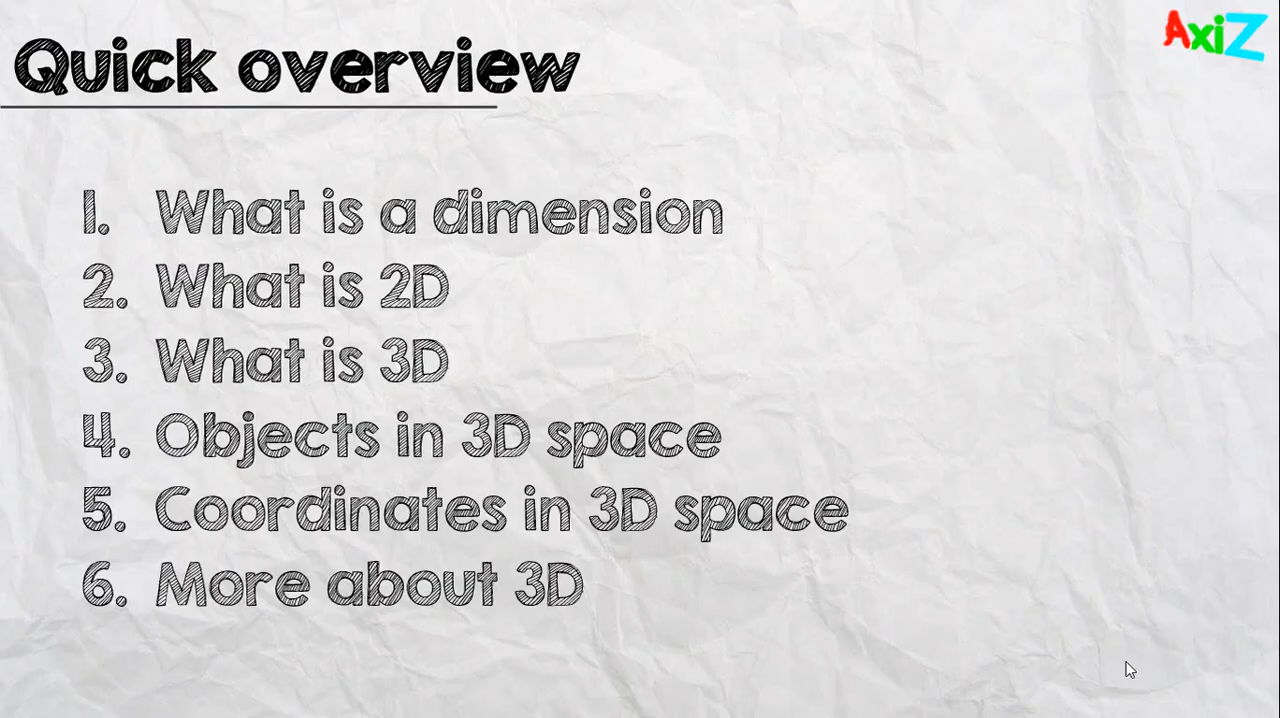 Quick overview
AxiZ
1. What is a dimension
2. What is 2D
3. What is 3D
4. Objects in 3D space
5. Coordinates in 3D space
6. More about 3D